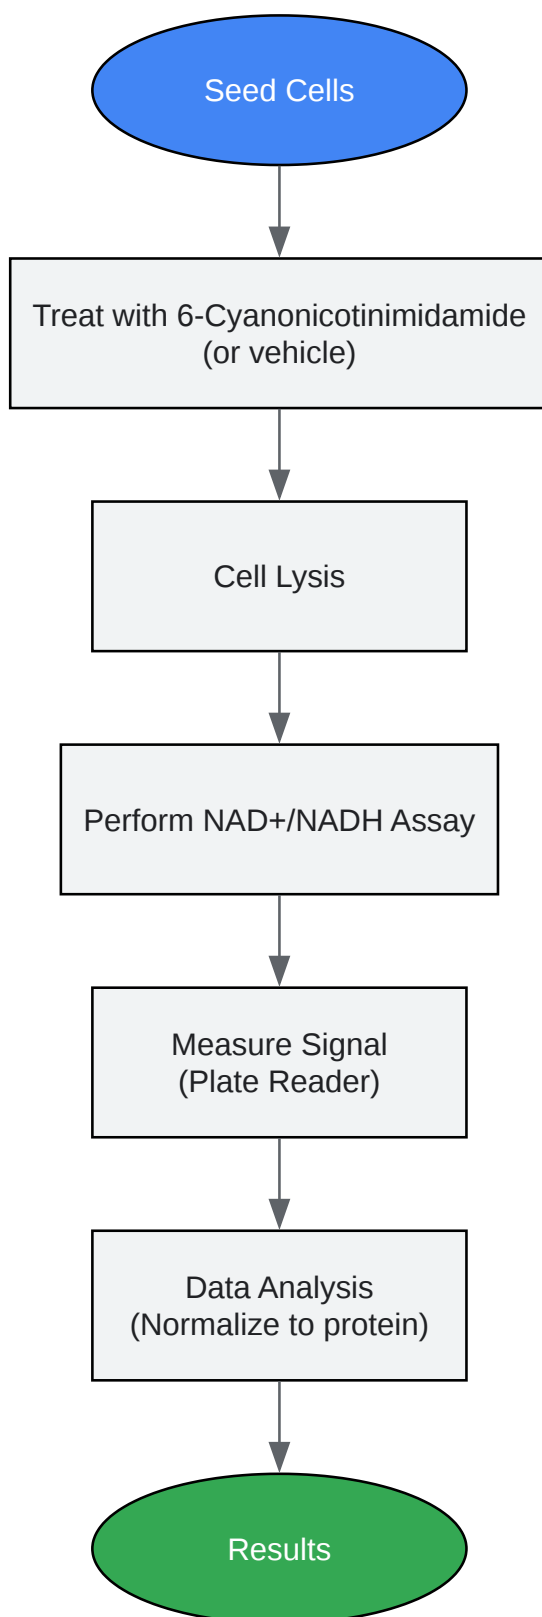 Seed Cells
Treat with 6-Cyanonicotinimidamide
(or vehicle)
Cell Lysis
Perform NAD+/NADH Assay
Measure Signal
(Plate Reader)
Data Analysis
(Normalize to protein)
Results